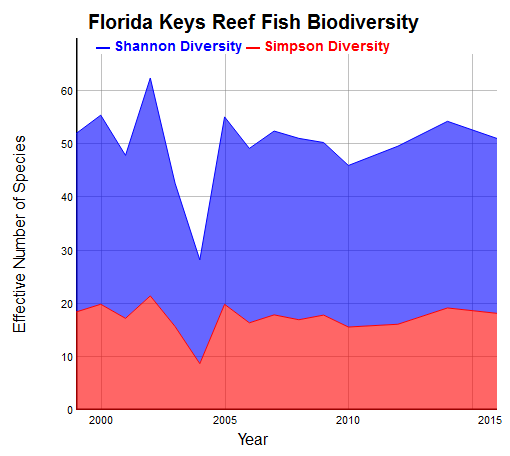 Florida Keys Reef Fish Biodiversity
Shannon Diversity Simpson Diversity
Effective Number of Species
60
50
40
30
20
10
0
2000 2005 2010 2015
Year